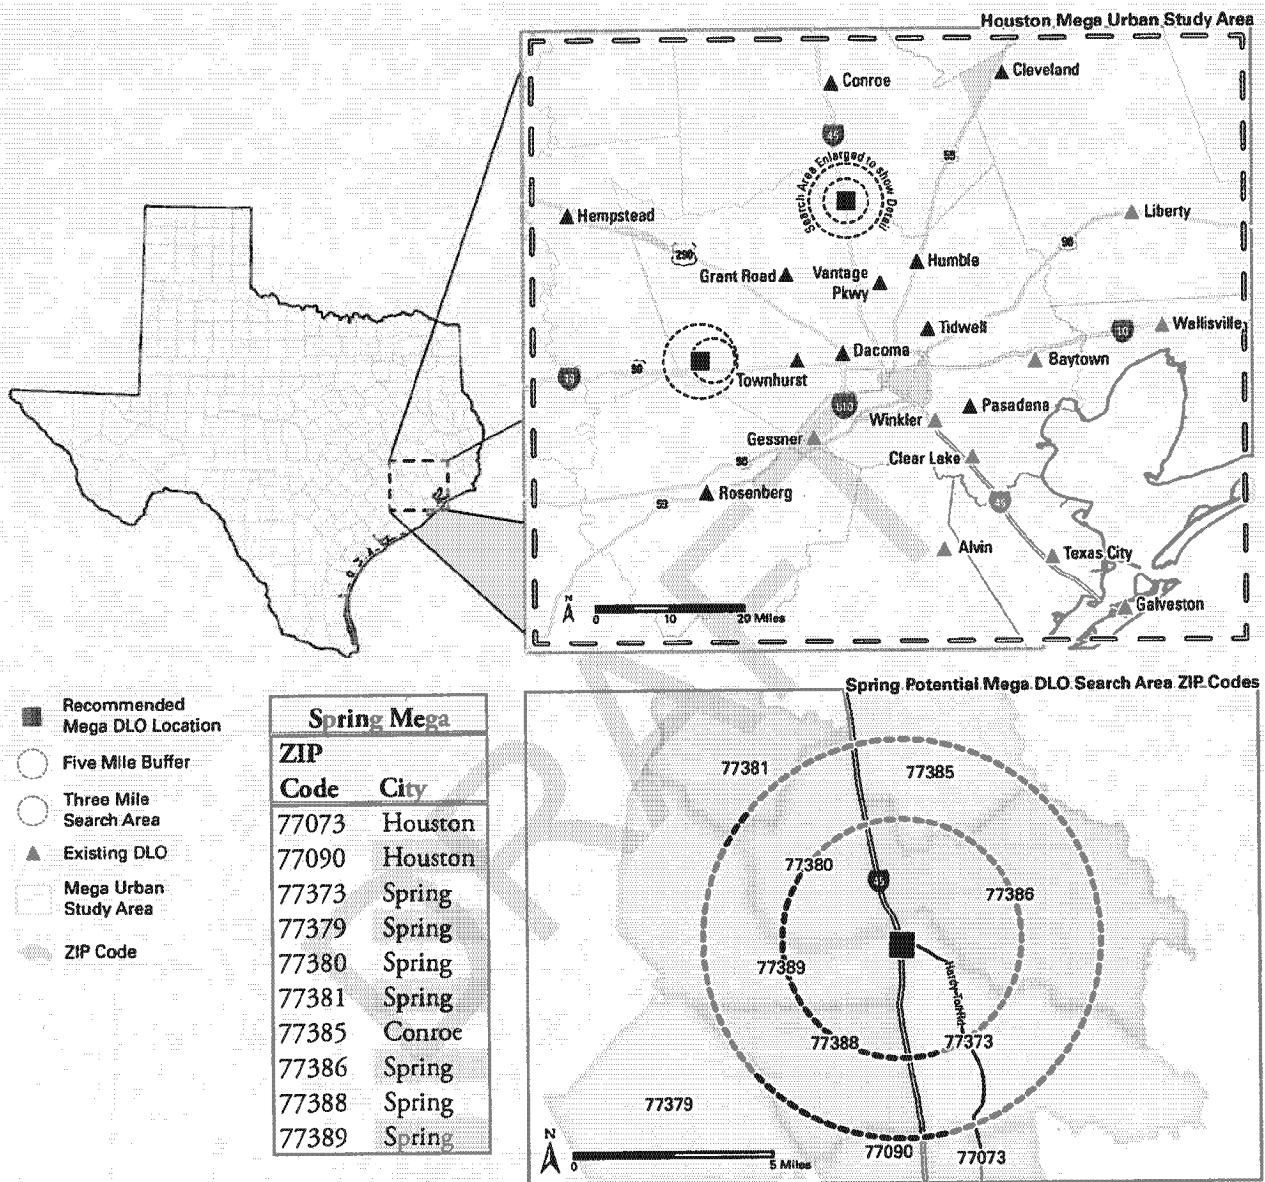 Houston Mega Urban Study Area
Cleveland
Conroe
45
59
Search Area Enlarged to show Detail
Hempstead
Liberty
90
290
Humble
Grant Road
Vantage
Pkwy
Tidwell
10
Wallisville
Dacoma
Baytown
90
10
Townhurst
610
Pasadena
Winkler
Gessner
Clear Lake
90
Rosenberg
59
45
Alvin
Texas City
Galveston
N
0 10 20 Miles
Recommended
Mega DLO Location
Five Mile Buffer
Three Mile
Search Area
Existing DLO
Mega Urban
Study Area
ZIP Code
Spring Mega
ZIP
Code City
77073 Houston
77090 Houston
77373 Spring
77379 Spring
77380 Spring
77381 Spring
77385 Conroe
77386 Spring
77388 Spring
77389 Spring
Spring Potential Mega DLO Search Area ZIP Codes
77381
77385
77380
45
77386
77389
Hardy Toll Rd
77388
77373
77379
77090
77073
N
0 5 Miles
DRAFT